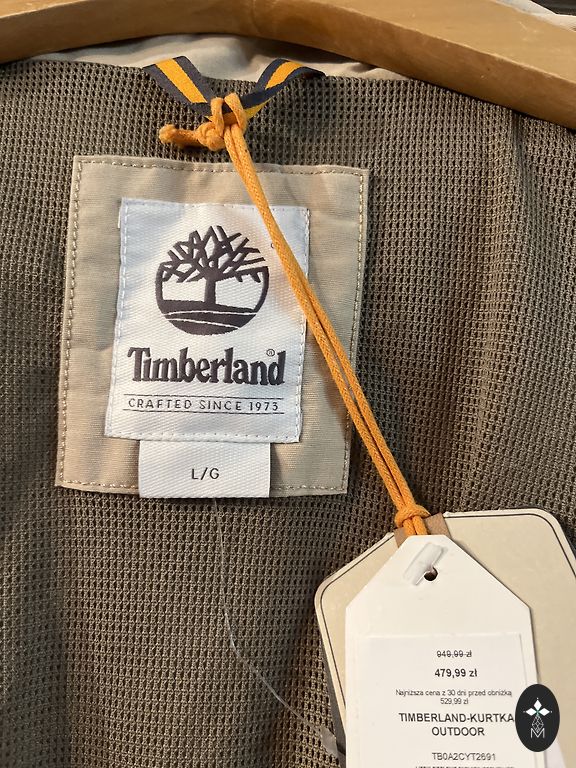 Timberland®
CRAFTED SINCE 1973
L/G
949,99 zł
479,99 zł
Najniższa cena z 30 dni przed obniżką
529,99 zł
TIMBERLAND-KURTKA
OUTDOOR
TB0A2CYT2691